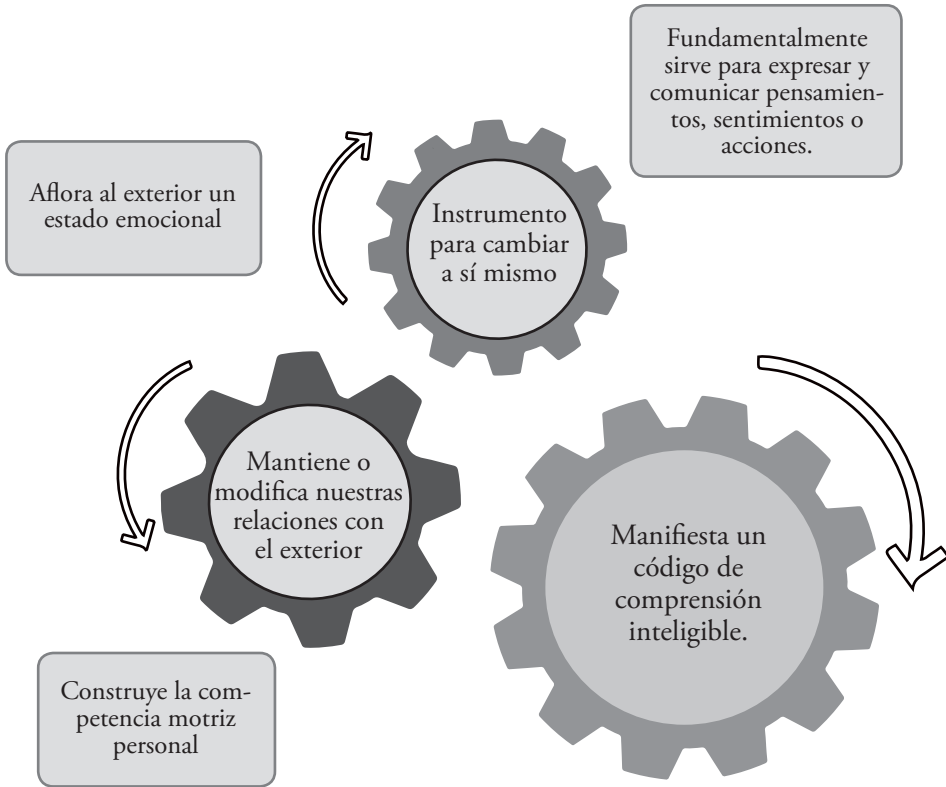 Fundamentalmente
sirve para expresar y
comunicar pensamien-
tos, sentimientos o
acciones.
Aflora al exterior un
estado emocional
Instrumento
para cambiar
a sí mismo
Mantiene o
modifica nuestras
relaciones con
el exterior
Manifiesta un
código de
comprensión
inteligible.
Construye la com-
petencia motriz
personal